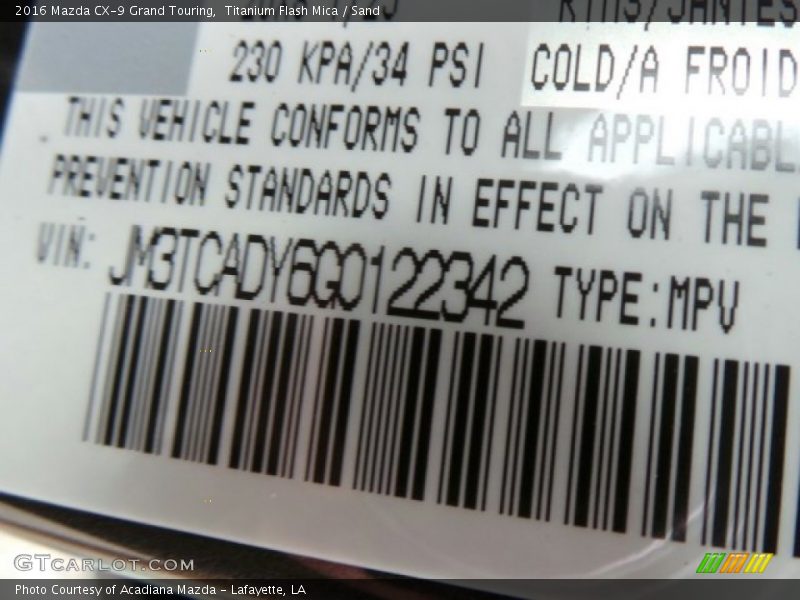 2016 Mazda CX-9 Grand Touring,  Titanium Flash Mica / Sand
230 KPA/34 PSI COLD/A FROID
THIS VEHICLE CONFORMS TO ALL APPLICABL
PREVENTION STANDARDS IN EFFECT ON THE
VIN: JM3TCADY6G0122342 TYPE:MPV
GTCARLOT.COM
Photo Courtesy of Acadiana Mazda - Lafayette, LA